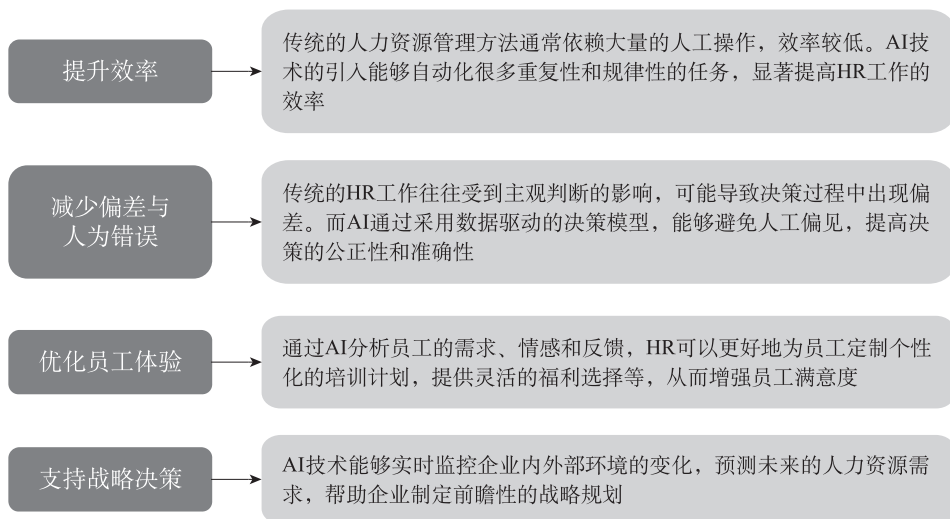 提升效率
传统的人力资源管理方法通常依赖大量的人工操作，效率较低。AI技
术的引入能够自动化很多重复性和规律性的任务，显著提高HR工作的
效率
减少偏差与
人为错误
传统的HR工作往往受到主观判断的影响，可能导致决策过程中出现偏
差。而AI通过采用数据驱动的决策模型，能够避免人工偏见，提高决
策的公正性和准确性
优化员工体验
通过AI分析员工的需求、情感和反馈，HR可以更好地为员工定制个性
化的培训计划，提供灵活的福利选择等，从而增强员工满意度
支持战略决策
AI技术能够实时监控企业内外部环境的变化，预测未来的人力资源需
求，帮助企业制定前瞻性的战略规划